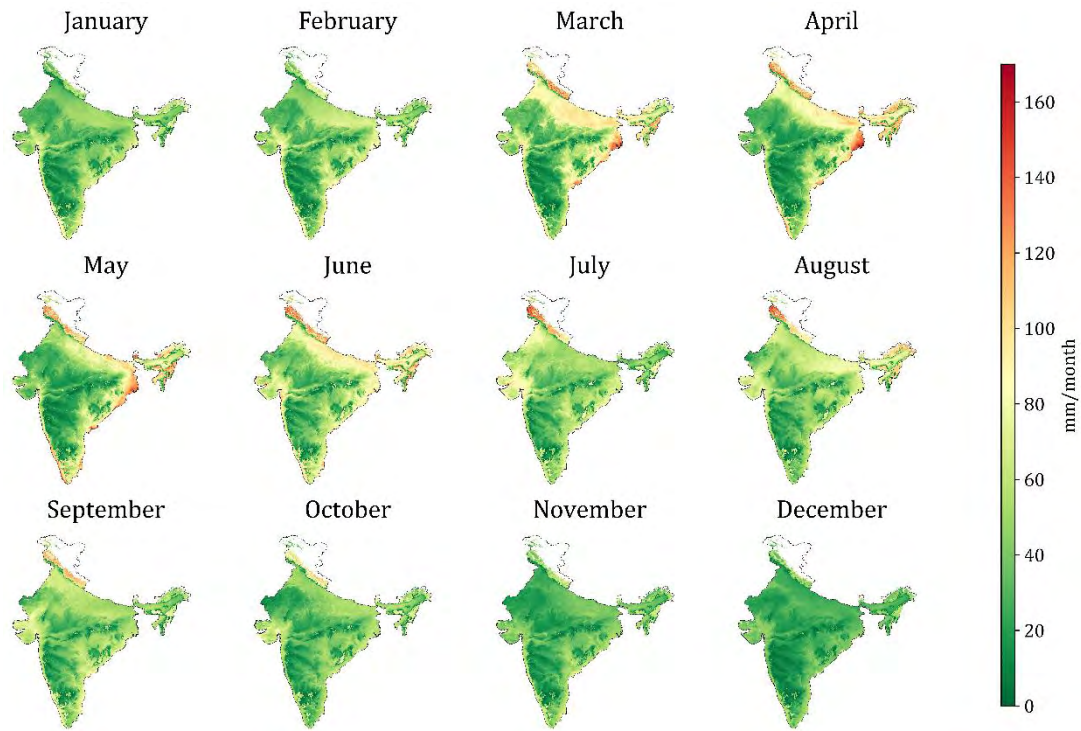 January
February
March
April
May
June
July
August
September
October
November
December
160
140
120
100
80
60
40
20
0
mm/month